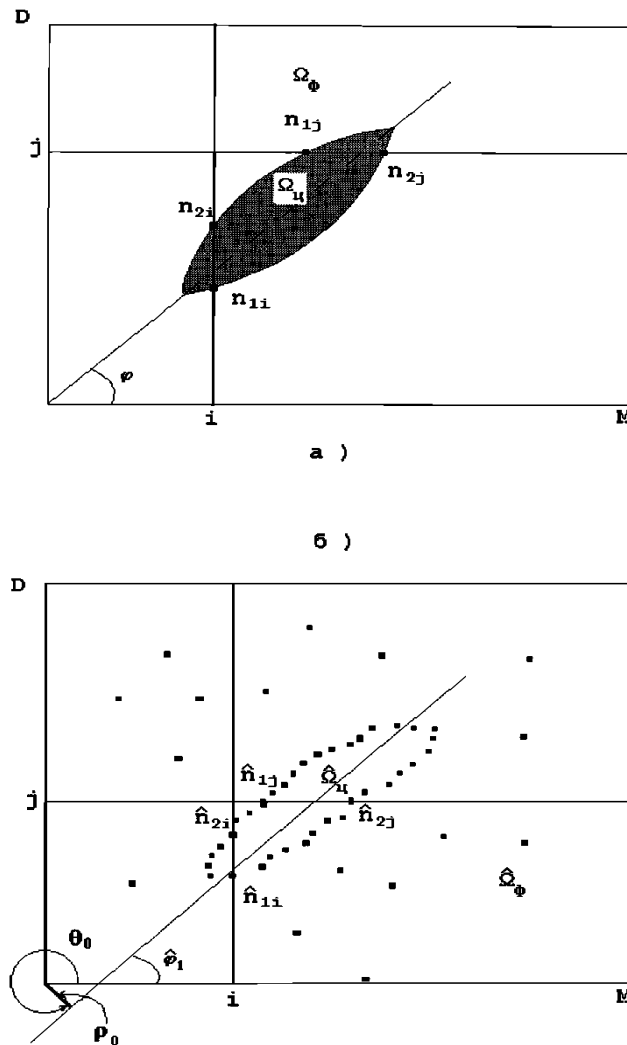 D
Ω_Φ
n_1j
j
n_2j
Ω_ц
n_2i
n_1i
φ
i
M
а )
б )
D
n̂_1j
Ω̂_ц
j
n̂_2i
n̂_2j
n̂_1i
Ω̂_Φ
θ_0
φ̂_1
i
M
ρ_0